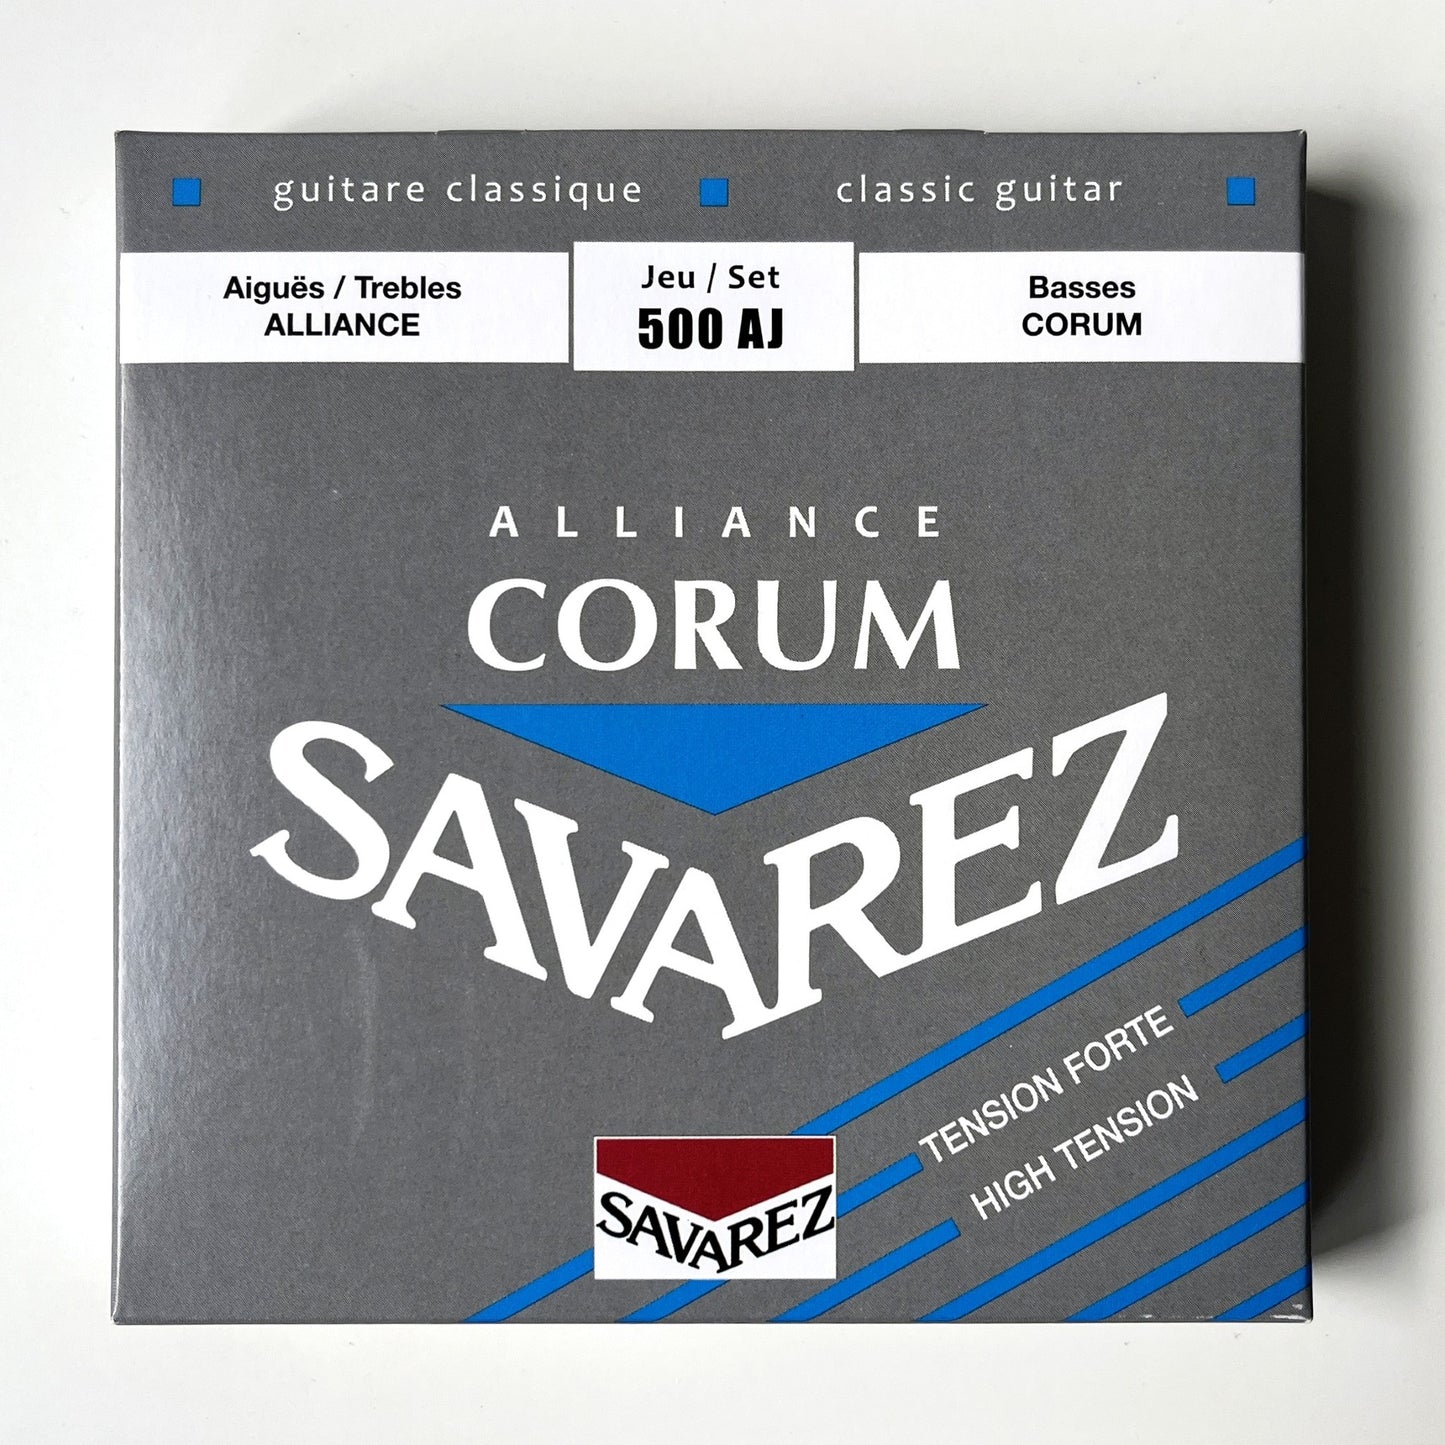 guitare classique
classic guitar
Aiguës / Trebles
ALLIANCE
Jeu / Set
500 AJ
Basses
CORUM
ALLIANCE
CORUM
SAVAREZ
TENSION FORTE
HIGH TENSION
SAVAREZ